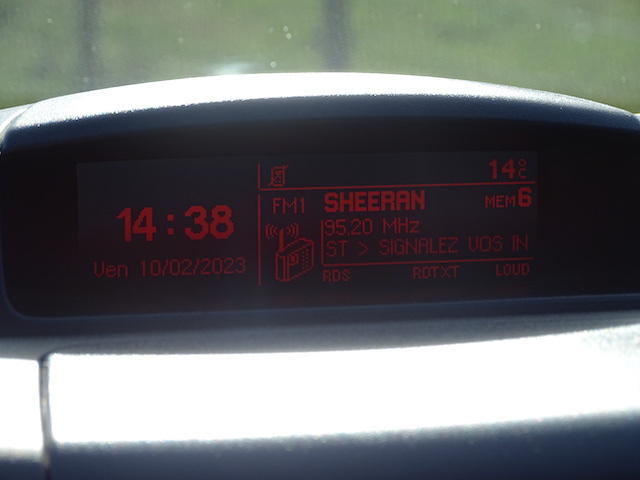 14:38
Ven 10/02/2023
14°C
FM1 SHEERAN MEM6
95.20 MHz
ST > SIGNALEZ VOS IN
RDS RDTXT LOUD